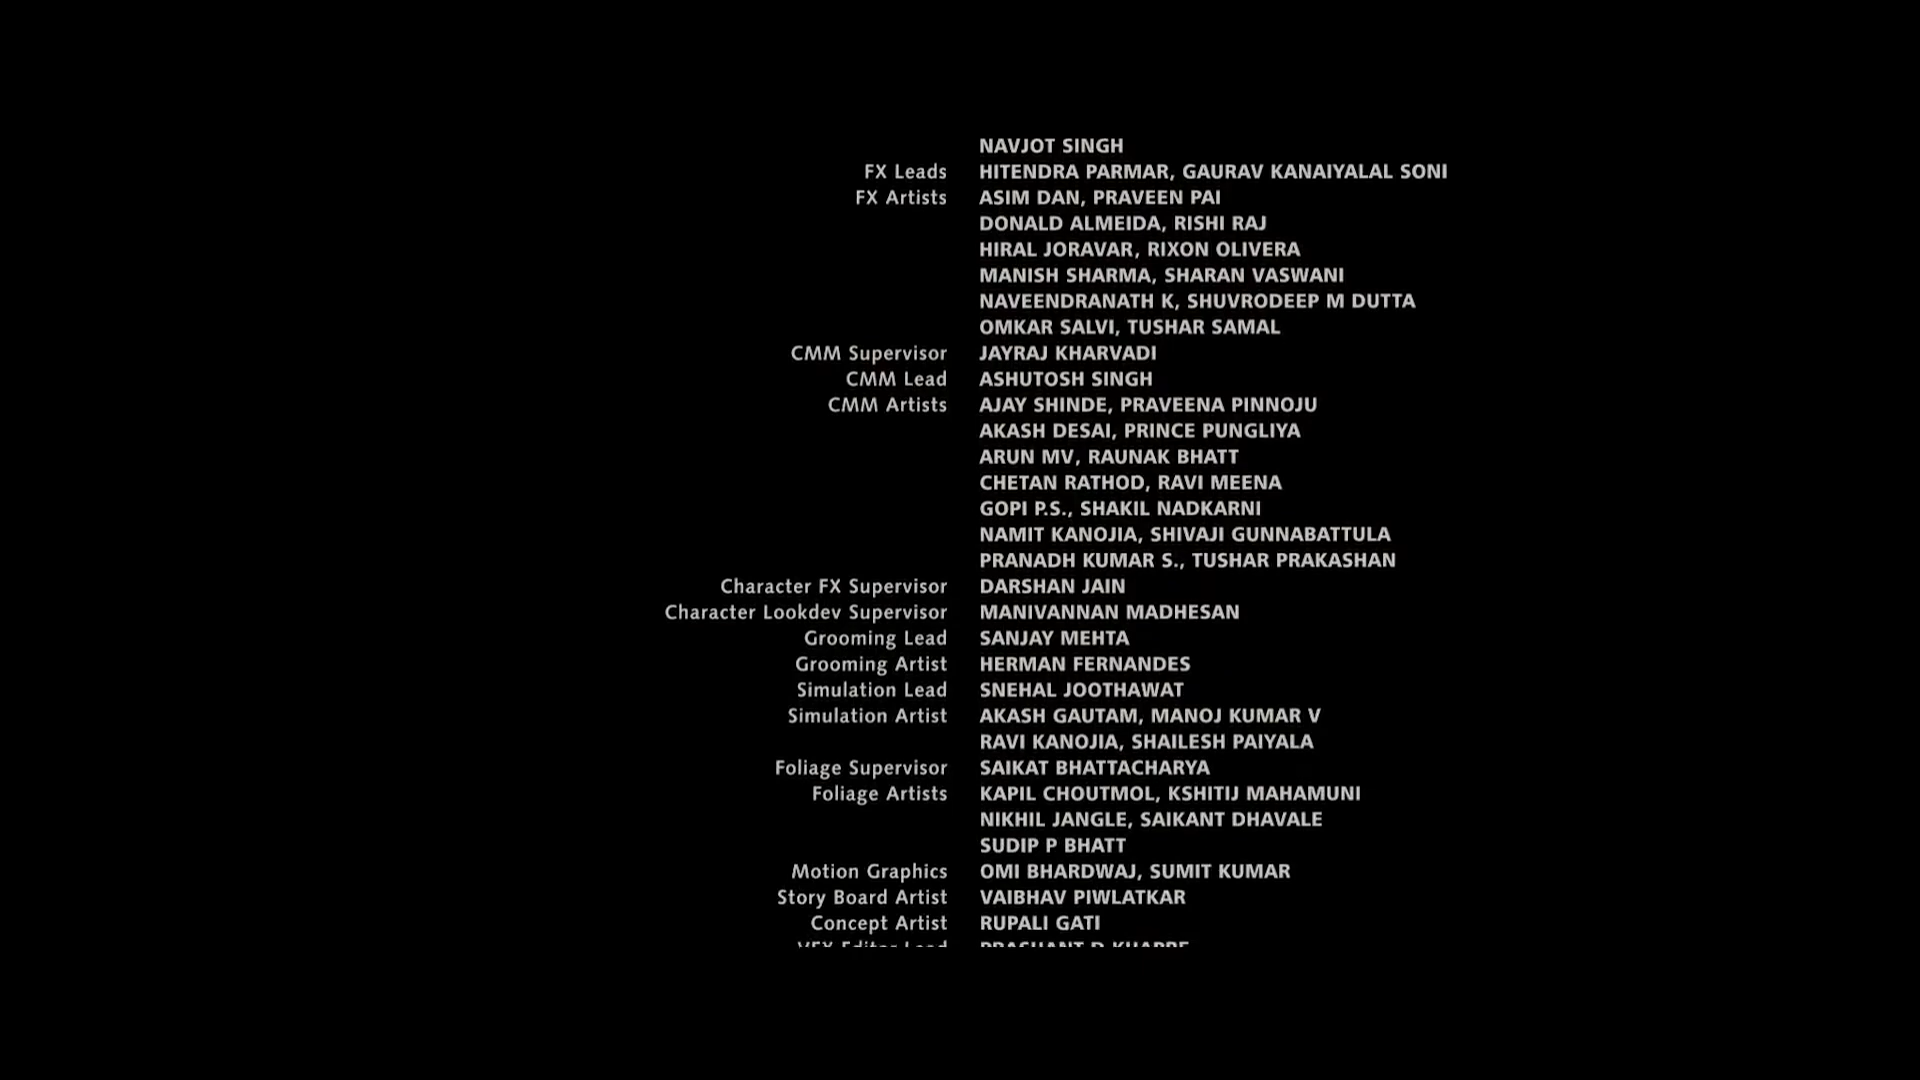 NAVJOT SINGH
FX Leads HITENDRA PARMAR, GAURAV KANAIYALAL SONI
FX Artists ASIM DAN, PRAVEEN PAI
DONALD ALMEIDA, RISHI RAJ
HIRAL JORAVAR, RIXON OLIVERA
MANISH SHARMA, SHARAN VASWANI
NAVEENDRANATH K, SHUVRODEEP M DUTTA
OMKAR SALVI, TUSHAR SAMAL
CMM Supervisor JAYRAJ KHARVADI
CMM Lead ASHUTOSH SINGH
CMM Artists AJAY SHINDE, PRAVEENA PINNOJU
AKASH DESAI, PRINCE PUNGLIYA
ARUN MV, RAUNAK BHATT
CHETAN RATHOD, RAVI MEENA
GOPI P.S., SHAKIL NADKARNI
NAMIT KANOJIA, SHIVAJI GUNNABATTULA
PRANADH KUMAR S., TUSHAR PRAKASHAN
Character FX Supervisor DARSHAN JAIN
Character Lookdev Supervisor MANIVANNAN MADHESAN
Grooming Lead SANJAY MEHTA
Grooming Artist HERMAN FERNANDES
Simulation Lead SNEHAL JOOTHAWAT
Simulation Artist AKASH GAUTAM, MANOJ KUMAR V
RAVI KANOJIA, SHAILESH PAIYALA
Foliage Supervisor SAIKAT BHATTACHARYA
Foliage Artists KAPIL CHOUTMOL, KSHITIJ MAHAMUNI
NIKHIL JANGLE, SAIKANT DHAVALE
SUDIP P BHATT
Motion Graphics OMI BHARDWAJ, SUMIT KUMAR
Story Board Artist VAIBHAV PIWLATKAR
Concept Artist RUPALI GATI
VFX Editor Lead PRASHANT D